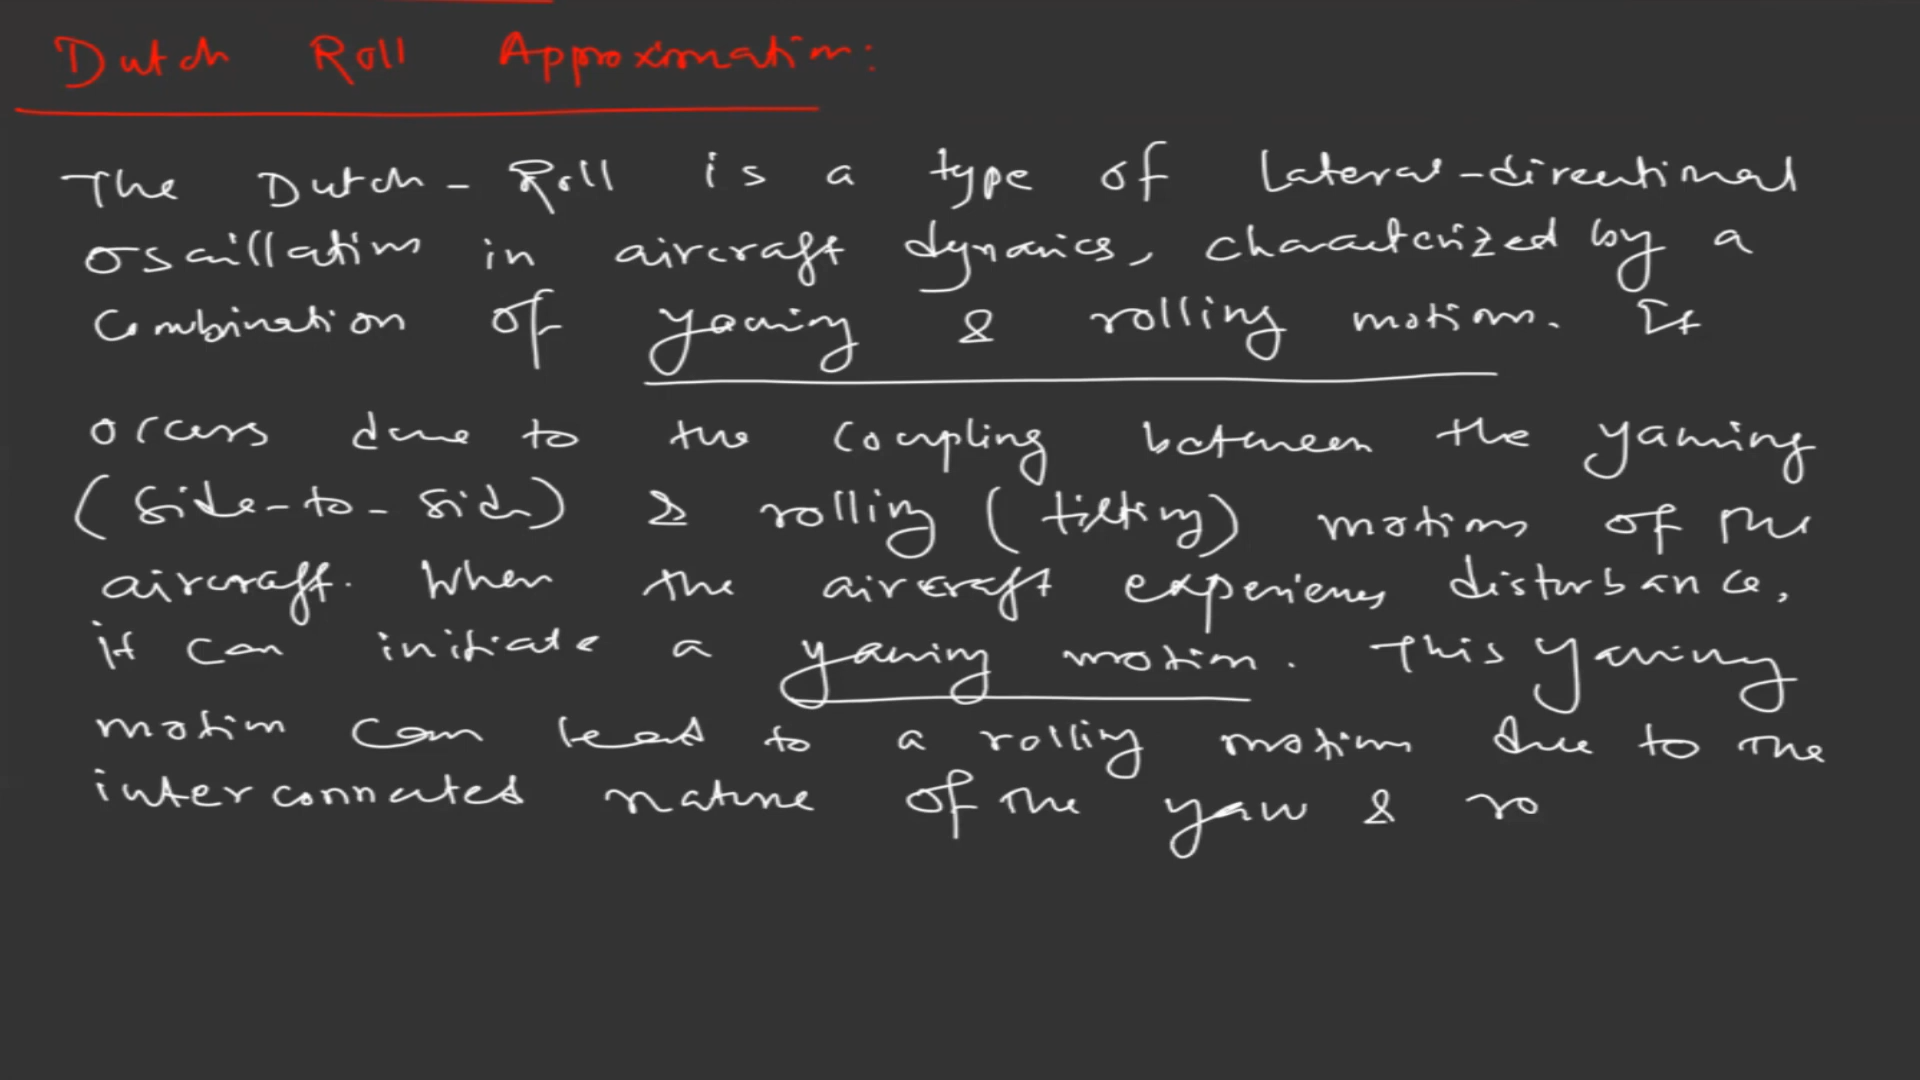 Dutch Roll Approximation:
The Dutch-Roll is a type of Lateral-directional
oscillations in aircraft dynamics, characterized by a
combination of yawing & rolling motions. It
occurs due to the coupling between the yawing
(side-to-side) & rolling (tilting) motions of the
aircraft. When the aircraft experiences disturbance,
it can initiate a yawing motion. This yawing
motion can lead to a rolling motion due to the
interconnected nature of the yaw & ro